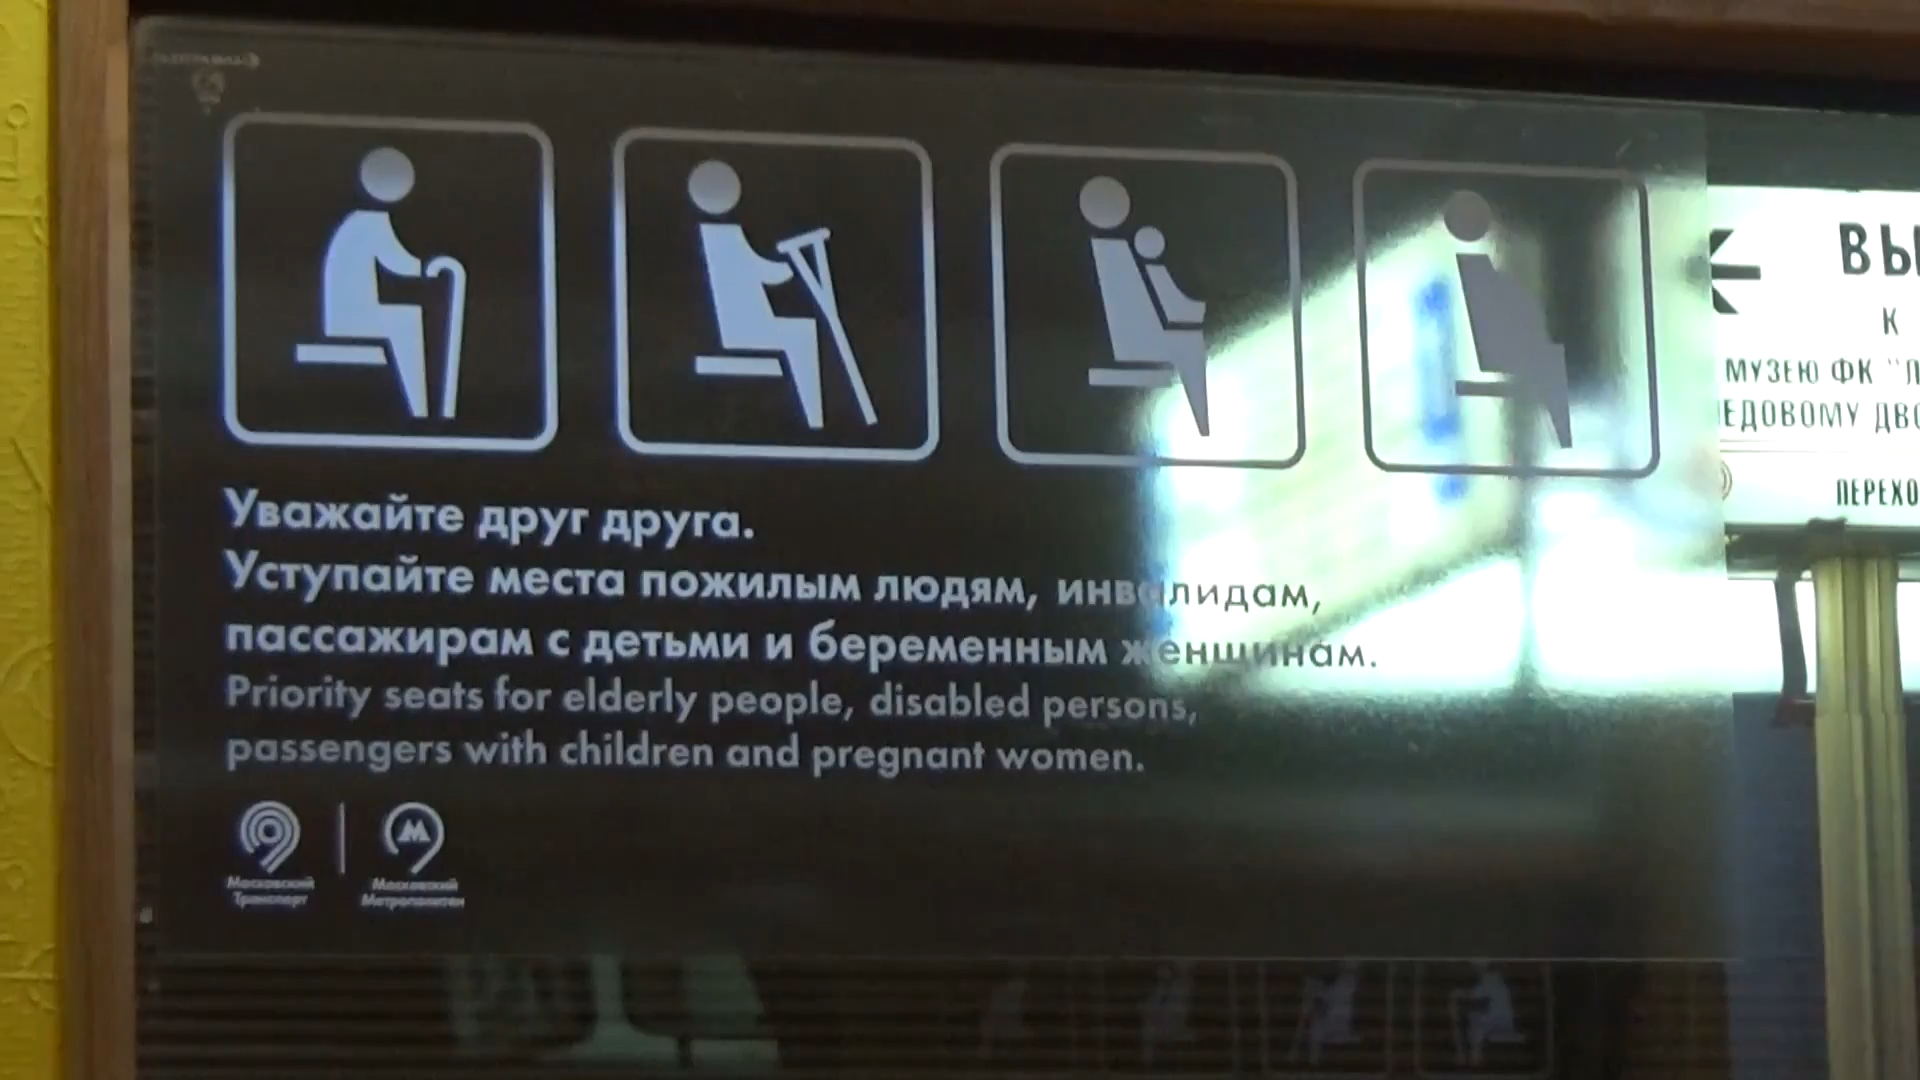 Уважайте друг друга.
Уступайте места пожилым людям, инвалидам,
пассажирам с детьми и беременным женщинам.
Priority seats for elderly people, disabled persons,
passengers with children and pregnant women.
Московский
Транспорт
Московский
Метрополитен
ВЫ
К
МУЗЕЮ ФК "Л
ЕДОВОМУ ДВО
ПЕРЕХО